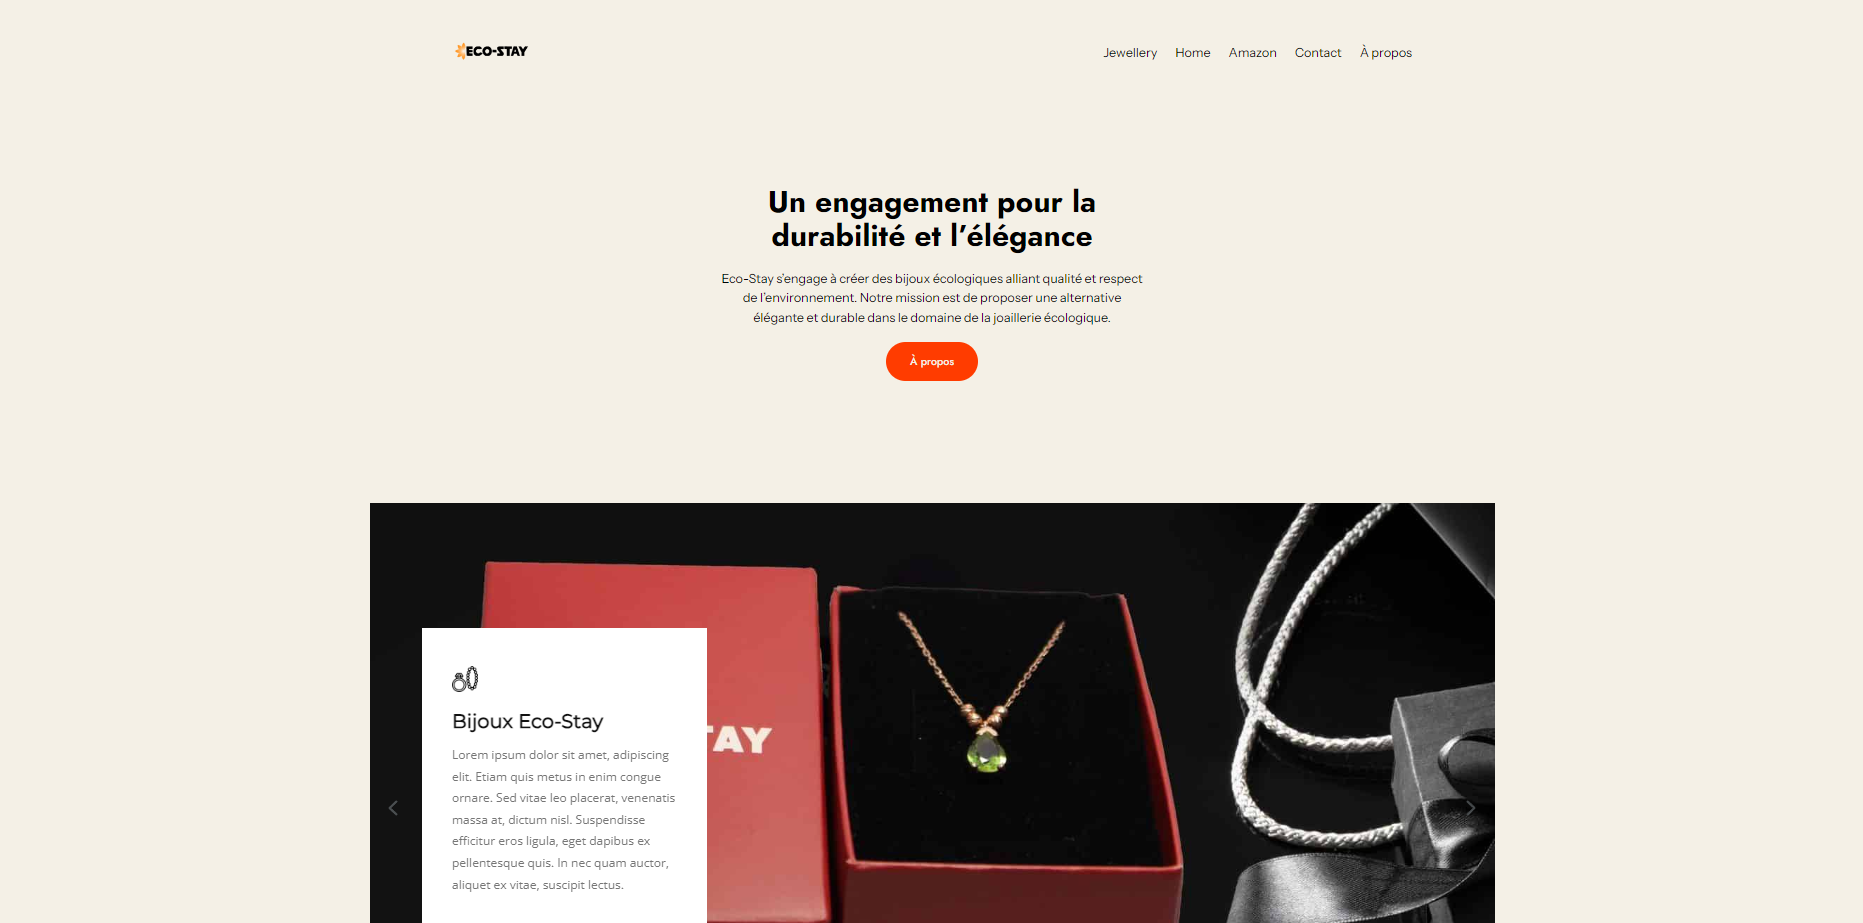 ECO-STAY
Jewellery Home Amazon Contact À propos
Un engagement pour la
durabilité et l’élégance
Eco-Stay s’engage à créer des bijoux écologiques alliant qualité et respect
de l’environnement. Notre mission est de proposer une alternative
élégante et durable dans le domaine de la joaillerie écologique.
À propos
Bijoux Eco-Stay
Lorem ipsum dolor sit amet, adipiscing
elit. Etiam quis metus in enim congue
ornare. Sed vitae leo placerat, venenatis
massa at, dictum nisl. Suspendisse
efficitur eros ligula, eget dapibus ex
pellentesque quis. In nec quam auctor,
aliquet ex vitae, suscipit lectus.
TAY